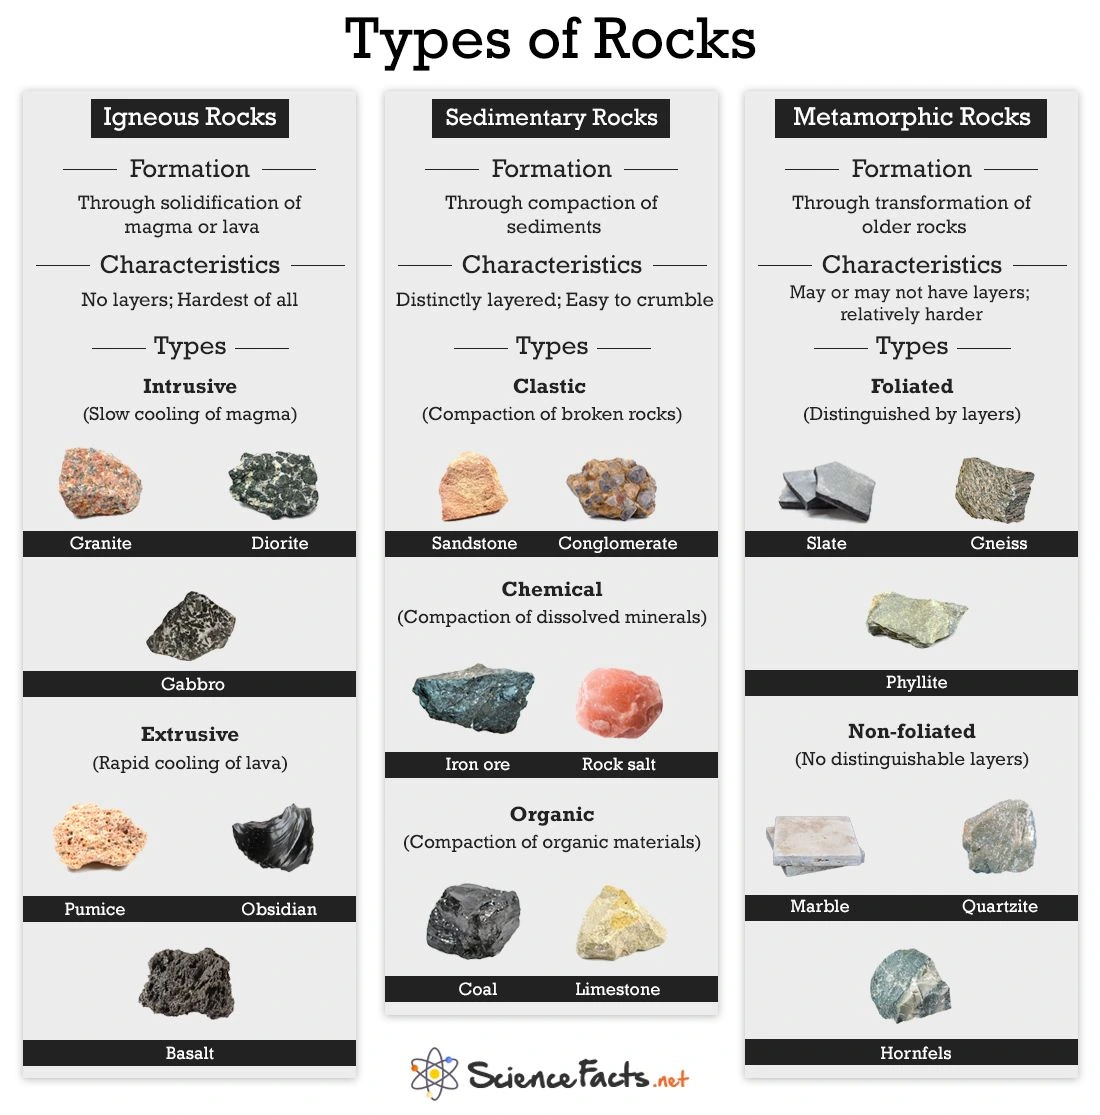 Types of Rocks
Igneous Rocks
Formation
Through solidification of
magma or lava
Characteristics
No layers; Hardest of all
Types
Intrusive
(Slow cooling of magma)
Granite
Diorite
Gabbro
Extrusive
(Rapid cooling of lava)
Pumice
Obsidian
Basalt
Sedimentary Rocks
Formation
Through compaction of
sediments
Characteristics
Distinctly layered; Easy to crumble
Types
Clastic
(Compaction of broken rocks)
Sandstone
Conglomerate
Chemical
(Compaction of dissolved minerals)
Iron ore
Rock salt
Organic
(Compaction of organic materials)
Coal
Limestone
Metamorphic Rocks
Formation
Through transformation of
older rocks
Characteristics
May or may not have layers;
relatively harder
Types
Foliated
(Distinguished by layers)
Slate
Gneiss
Phyllite
Non-foliated
(No distinguishable layers)
Marble
Quartzite
Hornfels
ScienceFacts.net